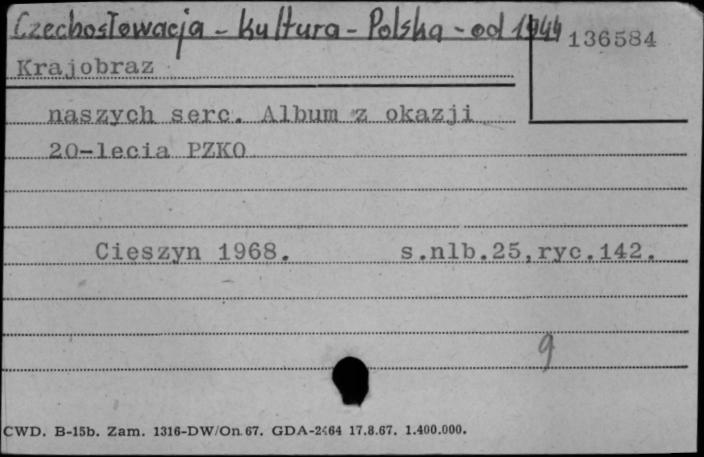 Czechosłowacja - kultura - Polska - od 1944
136584
Krajobraz
naszych serc. Album z okazji
20-lecia PZKO
Cieszyn 1968. s.nlb.25,ryc.142.
9
CWD. B-15b. Zam. 1316-DW/On.67. GDA-2464 17.8.67. 1.400.000.